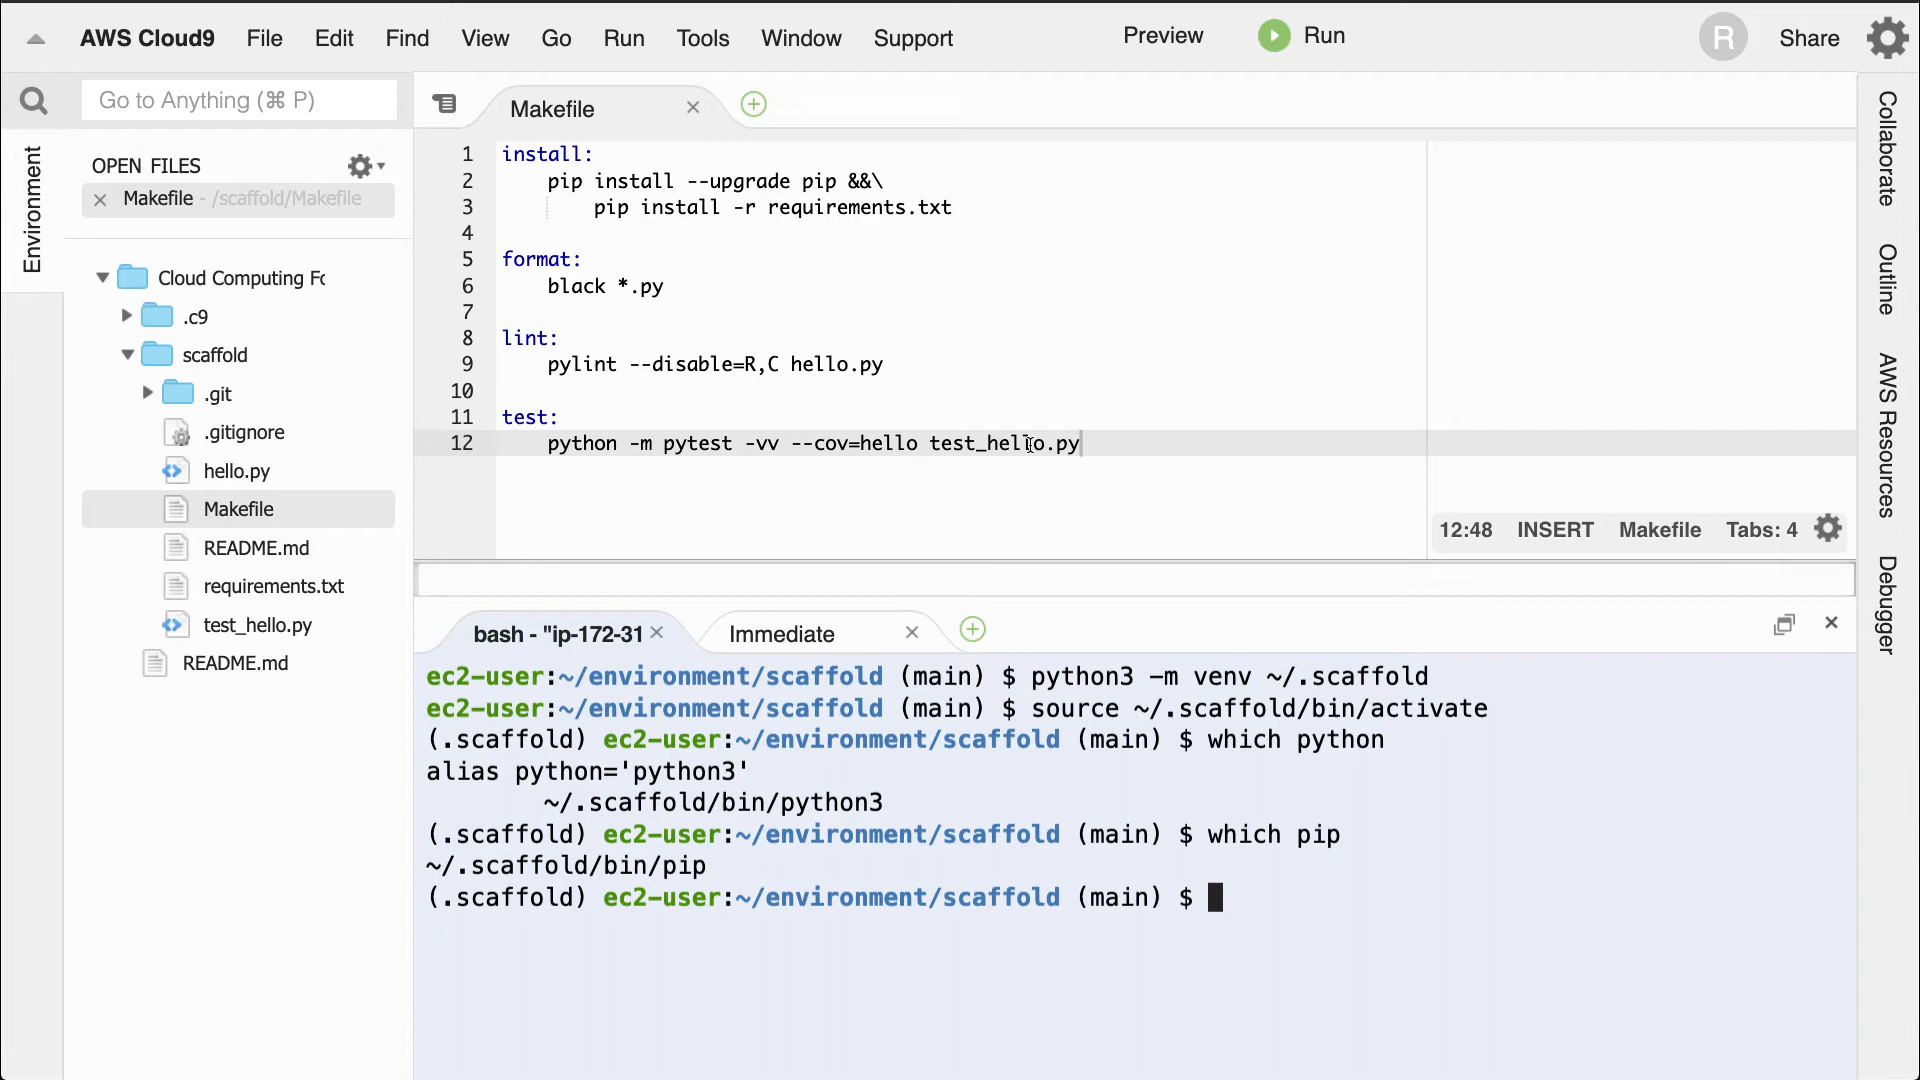 AWS Cloud9 File Edit Find View Go Run Tools Window Support Preview Run R Share
Go to Anything (⌘ P)
Makefile
Environment
OPEN FILES
Makefile - /scaffold/Makefile
Cloud Computing Fo
.c9
scaffold
.git
.gitignore
hello.py
Makefile
README.md
requirements.txt
test_hello.py
README.md
1 install:
2 pip install --upgrade pip &&\
3 pip install -r requirements.txt
4
5 format:
6 black *.py
7
8 lint:
9 pylint --disable=R,C hello.py
10
11 test:
12 python -m pytest -vv --cov=hello test_hello.py
12:48 INSERT Makefile Tabs: 4
Collaborate
Outline
AWS Resources
Debugger
bash - "ip-172-31 Immediate
ec2-user:~/environment/scaffold (main) $ python3 -m venv ~/.scaffold
ec2-user:~/environment/scaffold (main) $ source ~/.scaffold/bin/activate
(.scaffold) ec2-user:~/environment/scaffold (main) $ which python
alias python='python3'
~/.scaffold/bin/python3
(.scaffold) ec2-user:~/environment/scaffold (main) $ which pip
~/.scaffold/bin/pip
(.scaffold) ec2-user:~/environment/scaffold (main) $